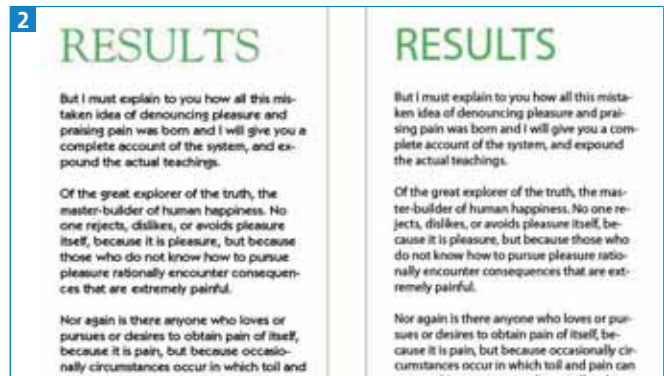 2
RESULTS
But I must explain to you how all this mis-
taken idea of denouncing pleasure and
praising pain was born and I will give you a
complete account of the system, and ex-
pound the actual teachings.
Of the great explorer of the truth, the
master-builder of human happiness. No
one rejects, dislikes, or avoids pleasure
itself, because it is pleasure, but because
those who do not know how to pursue
pleasure rationally encounter consequen-
ces that are extremely painful.
Nor again is there anyone who loves or
pursues or desires to obtain pain of itself,
because it is pain, but because occasio-
nally circumstances occur in which toil and
RESULTS
But I must explain to you how all this mista-
ken idea of denouncing pleasure and prai-
sing pain was born and I will give you a com-
plete account of the system, and expound
the actual teachings.
Of the great explorer of the truth, the mas-
ter-builder of human happiness. No one re-
jects, dislikes, or avoids pleasure itself, be-
cause it is pleasure, but because those who
do not know how to pursue pleasure ratio-
nally encounter consequences that are ext-
remely painful.
Nor again is there anyone who loves or pur-
sues or desires to obtain pain of itself, be-
cause it is pain, but because occasionally cir-
cumstances occur in which toil and pain can